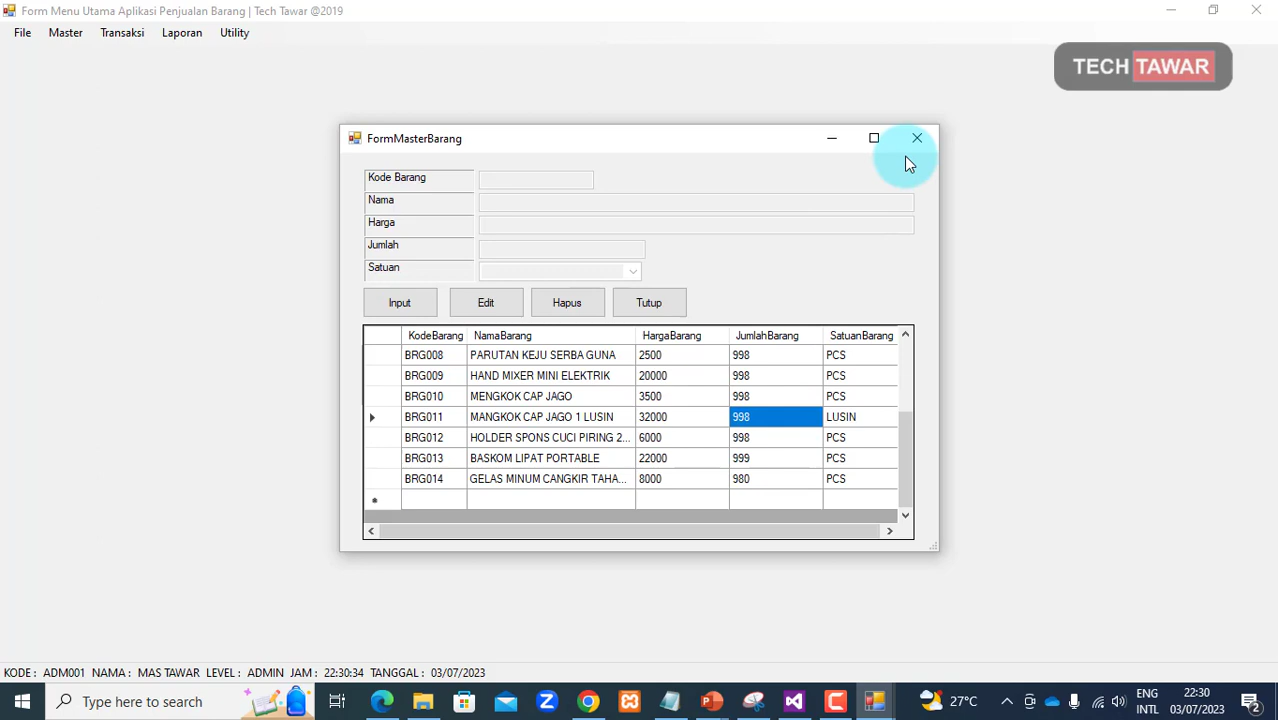 Form Menu Utama Aplikasi Penjualan Barang | Tech Tawar @2019
File Master Transaksi Laporan Utility
TECH TAWAR
FormMasterBarang
Kode Barang
Nama
Harga
Jumlah
Satuan
Input Edit Hapus Tutup
KodeBarang NamaBarang HargaBarang JumlahBarang SatuanBarang
BRG008 PARUTAN KEJU SERBA GUNA 2500 998 PCS
BRG009 HAND MIXER MINI ELEKTRIK 20000 998 PCS
BRG010 MENGKOK CAP JAGO 3500 998 PCS
BRG011 MANGKOK CAP JAGO 1 LUSIN 32000 998 LUSIN
BRG012 HOLDER SPONS CUCI PIRING 2... 6000 998 PCS
BRG013 BASKOM LIPAT PORTABLE 22000 999 PCS
BRG014 GELAS MINUM CANGKIR TAHA... 8000 980 PCS
KODE : ADM001 NAMA : MAS TAWAR LEVEL : ADMIN JAM : 22:30:34 TANGGAL : 03/07/2023
Type here to search 27°C ENG 22:30
INTL 03/07/2023 2